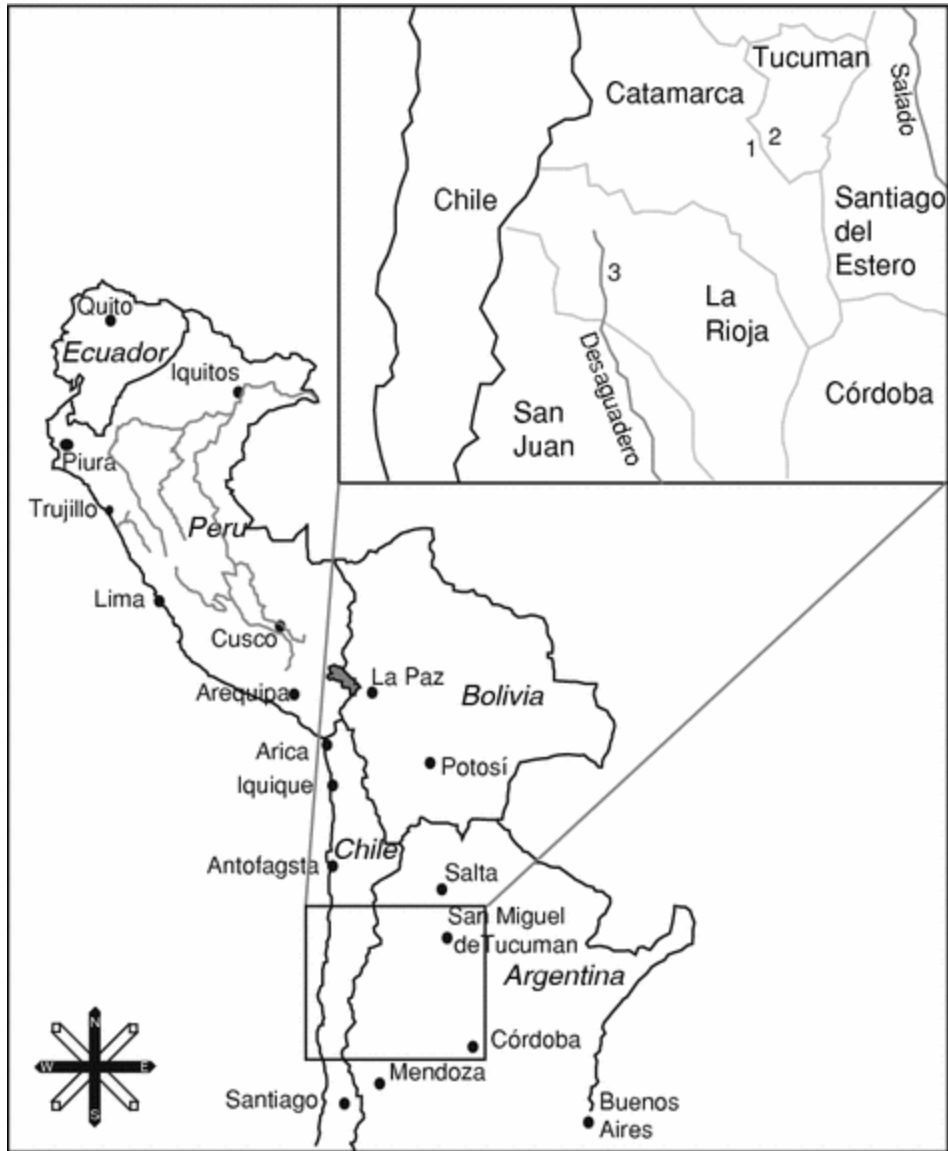 Tucuman
Catamarca
Salado
1
2
Chile
Santiago
del
Estero
3
La
Rioja
Desaguadero
Córdoba
San
Juan
Quito
Ecuador
Iquitos
Piura
Trujillo
Peru
Lima
Cusco
La Paz
Arequipa
Bolivia
Arica
Potosí
Iquique
Chile
Antofagsta
Salta
San Miguel
de Tucuman
Argentina
N
W
E
S
Córdoba
Mendoza
Santiago
Buenos
Aires